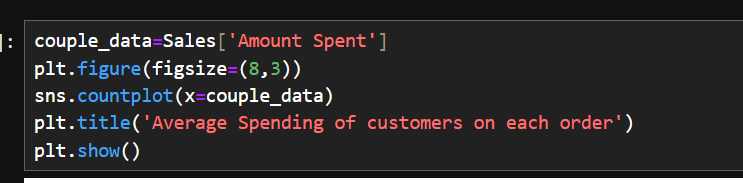 ]:
couple_data=Sales['Amount Spent']
plt.figure(figsize=(8,3))
sns.countplot(x=couple_data)
plt.title('Average Spending of customers on each order')
plt.show()